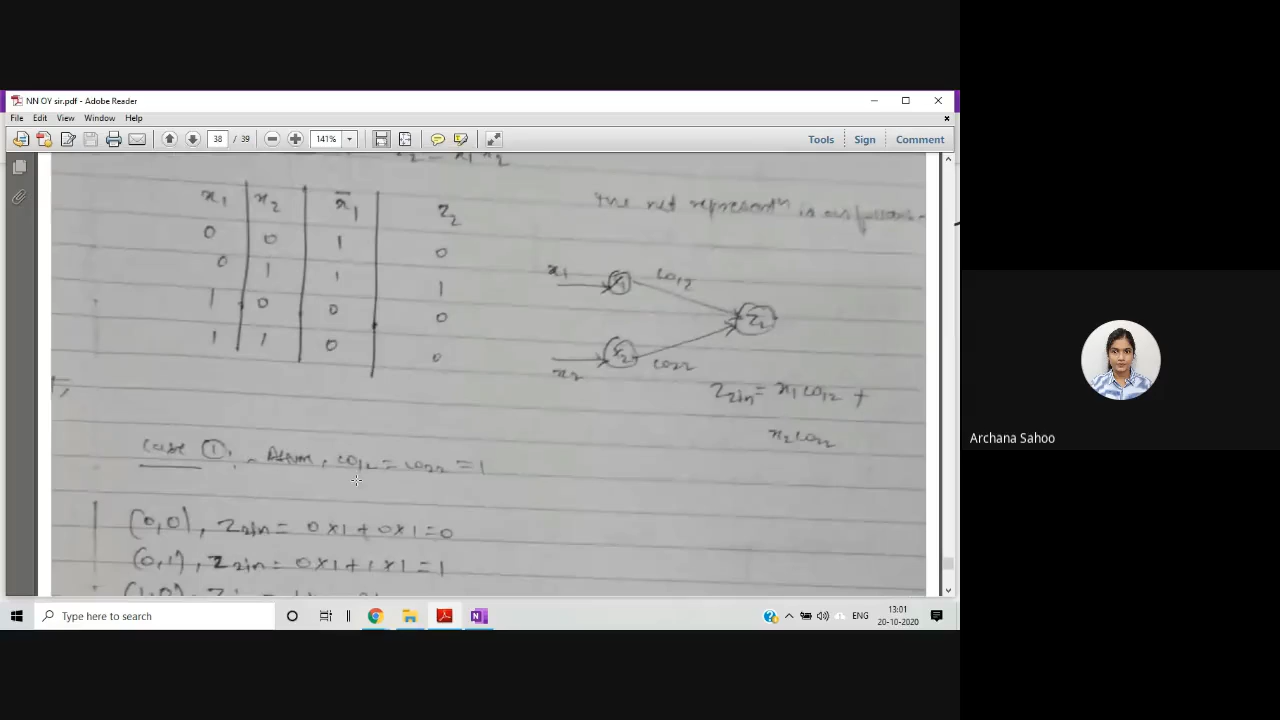 NN OY sir.pdf - Adobe Reader
File Edit View Window Help
38 / 39 141% Tools Sign Comment
x₁ x₂ x̄₁ z₂
0 0 1 0
0 1 1 1
1 0 0 0
1 1 0 0
The net representⁿ is as follows -
x₁ x₁ ω₁₂
x₂ x₂ ω₂₂
z₂in = x₁ω₁₂ +
x₂ω₂₂
Case ①: - Assum, ω₁₂ = ω₂₂ = 1
(0,0), z₂in = 0×1 + 0×1 = 0
(0,1), z₂in = 0×1 + 1×1 = 1
Archana Sahoo
Type here to search
ENG
13:01
20-10-2020